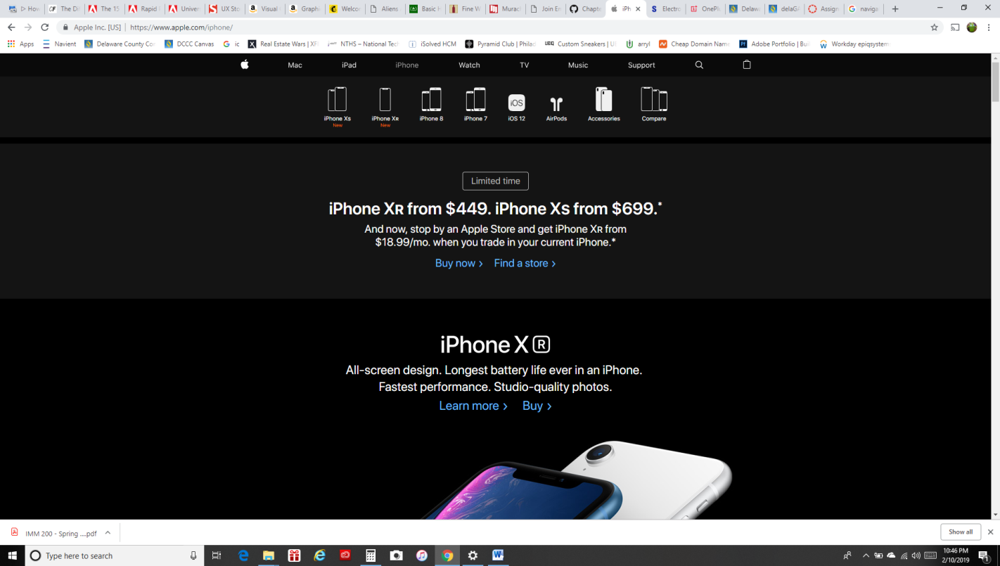 ▷ How
The Di
The 15
Rapid
Univer
UX Sto
Visual
Graph
Welco
Aliens
Basic H
Fine W
Murac
Join Er
Chapte
iPh
Electro
OnePl
Delaw
delaGA
Assign
naviga
Apple Inc. [US] | https://www.apple.com/iphone/
Apps
Navient
Delaware County Co
DCCC Canvas
ic
Real Estate Wars | XF
NTHS – National Tec
iSolved HCM
Pyramid Club | Philad
Custom Sneakers | U
arryl
Cheap Domain Name
Adobe Portfolio | Bui
Workday epiqsystem
Mac
iPad
iPhone
Watch
TV
Music
Support
iOS
iPhone Xs
iPhone XR
iPhone 8
iPhone 7
iOS 12
AirPods
Accessories
Compare
New
New
Limited time
iPhone XR from $449. iPhone Xs from $699.*
And now, stop by an Apple Store and get iPhone XR from
$18.99/mo. when you trade in your current iPhone.*
Buy now ›
Find a store ›
iPhone XR
All-screen design. Longest battery life ever in an iPhone.
Fastest performance. Studio-quality photos.
Learn more ›
Buy ›
IMM 200 - Spring ....pdf
Show all
Type here to search
10:46 PM
2/10/2019